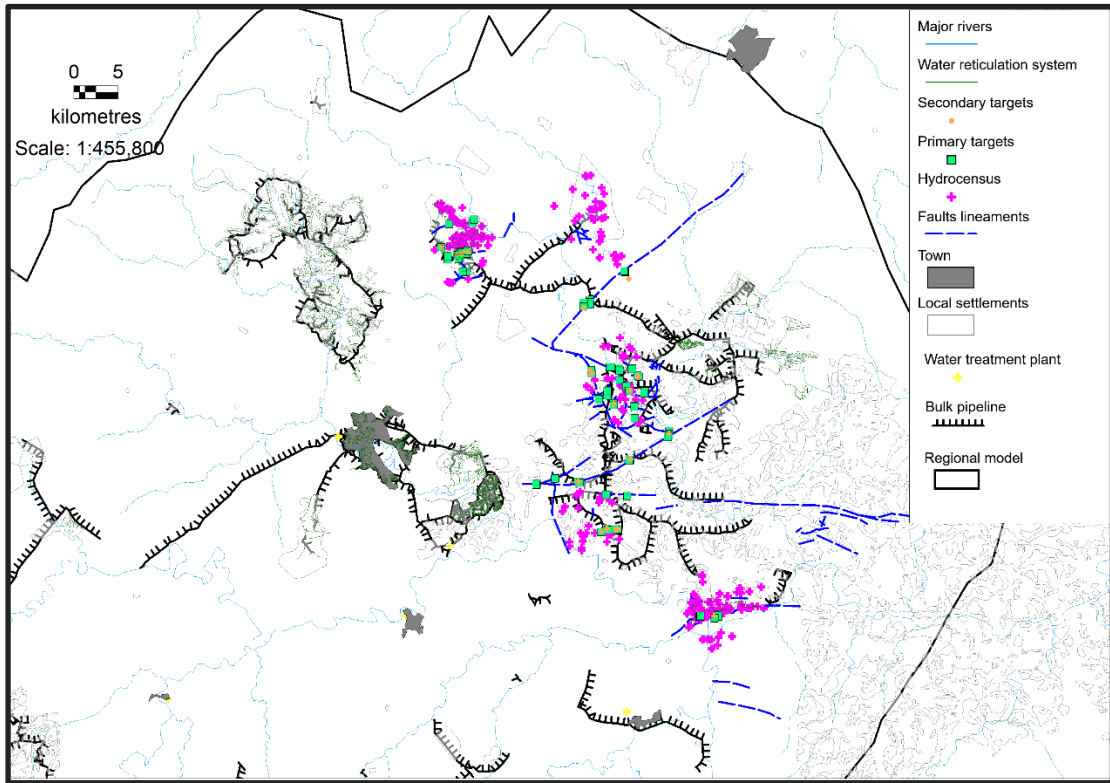 0 5
kilometres
Scale: 1:455,800
Major rivers
Water reticulation system
Secondary targets
Primary targets
Hydrocensus
Faults lineaments
Town
Local settlements
Water treatment plant
Bulk pipeline
Regional model